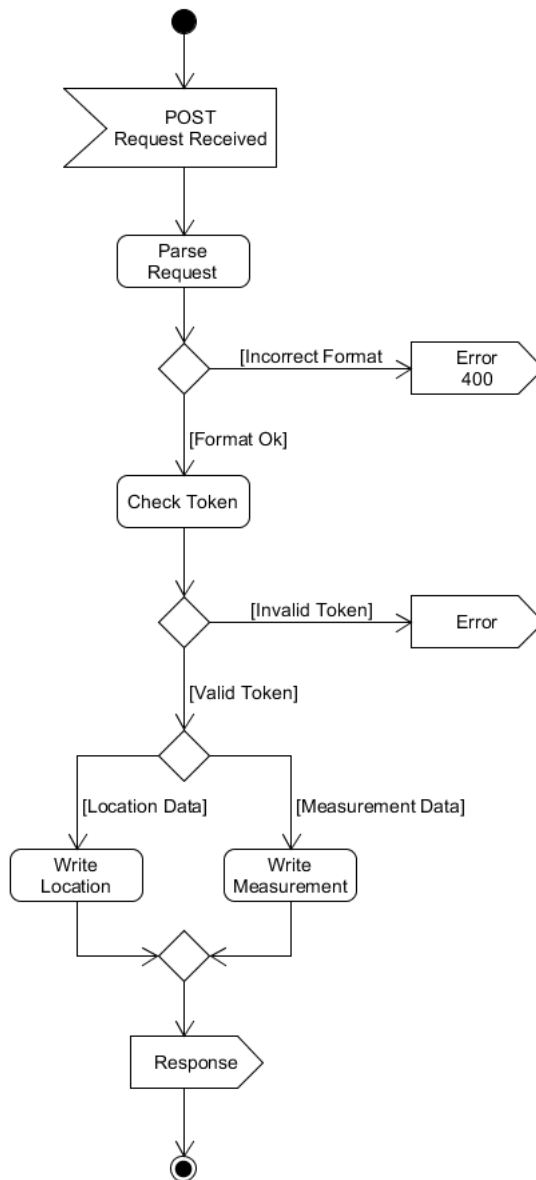 POST
Request Received
Parse
Request
[Incorrect Format
Error
400
[Format Ok]
Check Token
[Invalid Token]
Error
[Valid Token]
[Location Data]
[Measurement Data]
Write
Location
Write
Measurement
Response